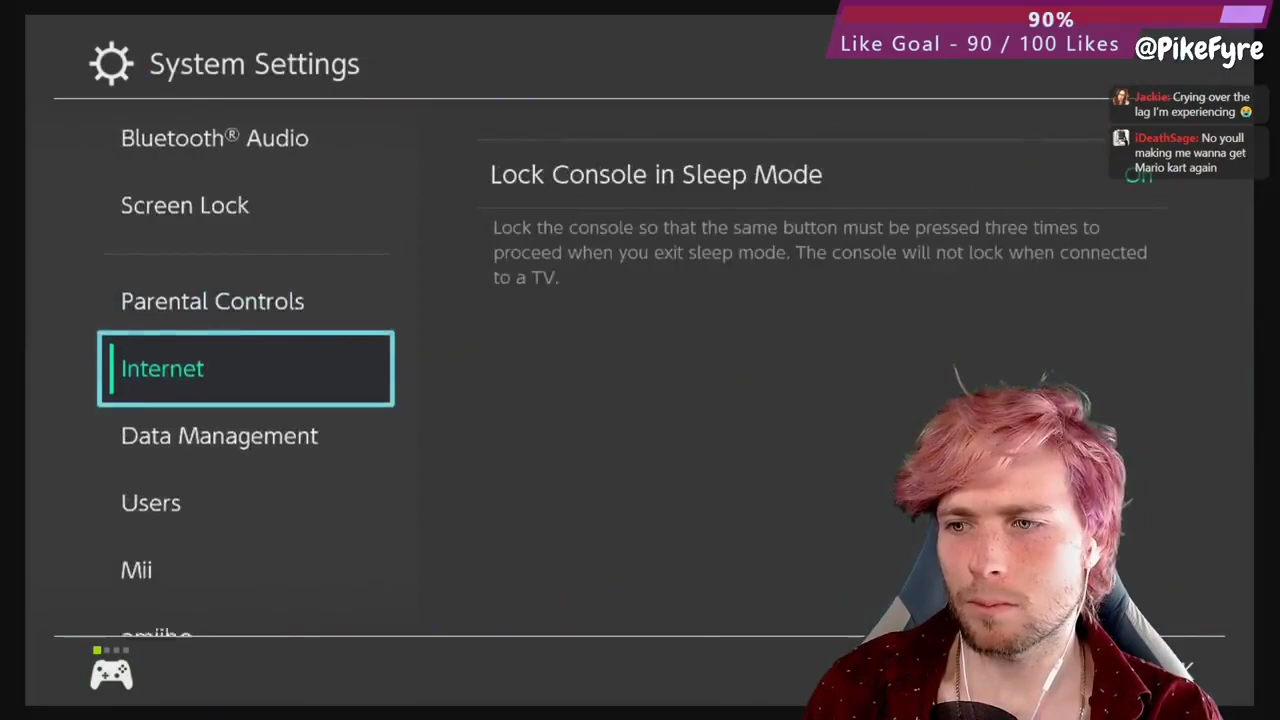 90%
Like Goal - 90 / 100 Likes
@PikeFyre
System Settings
Jackie: Crying over the
lag I'm experiencing 😭
iDeathSage: No youll
making me wanna get
Mario kart again
Bluetooth® Audio
Screen Lock
Parental Controls
Internet
Data Management
Users
Mii
amiibo
Lock Console in Sleep Mode
On
Lock the console so that the same button must be pressed three times to
proceed when you exit sleep mode. The console will not lock when connected
to a TV.